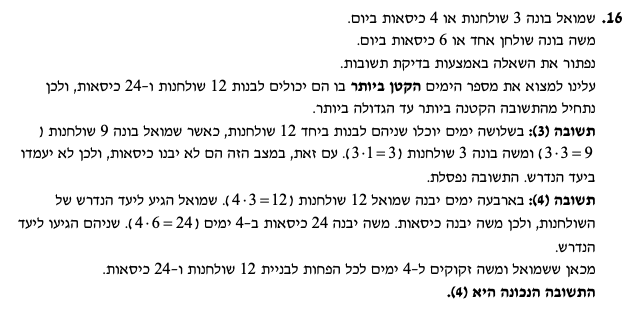 16. שמואל בונה 3 שולחנות או 4 כיסאות ביום.
משה בונה שולחן אחד או 6 כיסאות ביום.
נפתור את השאלה באמצעות בדיקת תשובות.
עלינו למצוא את מספר הימים הקטן ביותר בו הם יכולים לבנות 12 שולחנות ו-24 כיסאות, ולכן
נתחיל מהתשובה הקטנה ביותר עד הגדולה ביותר.
תשובה (3): בשלושה ימים יוכלו שניהם לבנות ביחד 12 שולחנות, כאשר שמואל בונה 9 שולחנות (
3·3 = 9) ומשה בונה 3 שולחנות (3·1 = 3). עם זאת, במצב הזה הם לא יבנו כיסאות, ולכן לא יעמדו
ביעד הנדרש. התשובה נפסלת.
תשובה (4): בארבעה ימים יבנה שמואל 12 שולחנות (4·3 = 12). שמואל הגיע ליעד הנדרש של
השולחנות, ולכן משה יבנה כיסאות. משה יבנה 24 כיסאות ב-4 ימים (4·6 = 24). שניהם הגיעו ליעד
הנדרש.
מכאן ששמואל ומשה זקוקים ל-4 ימים לכל הפחות לבניית 12 שולחנות ו-24 כיסאות.
התשובה הנכונה היא (4).